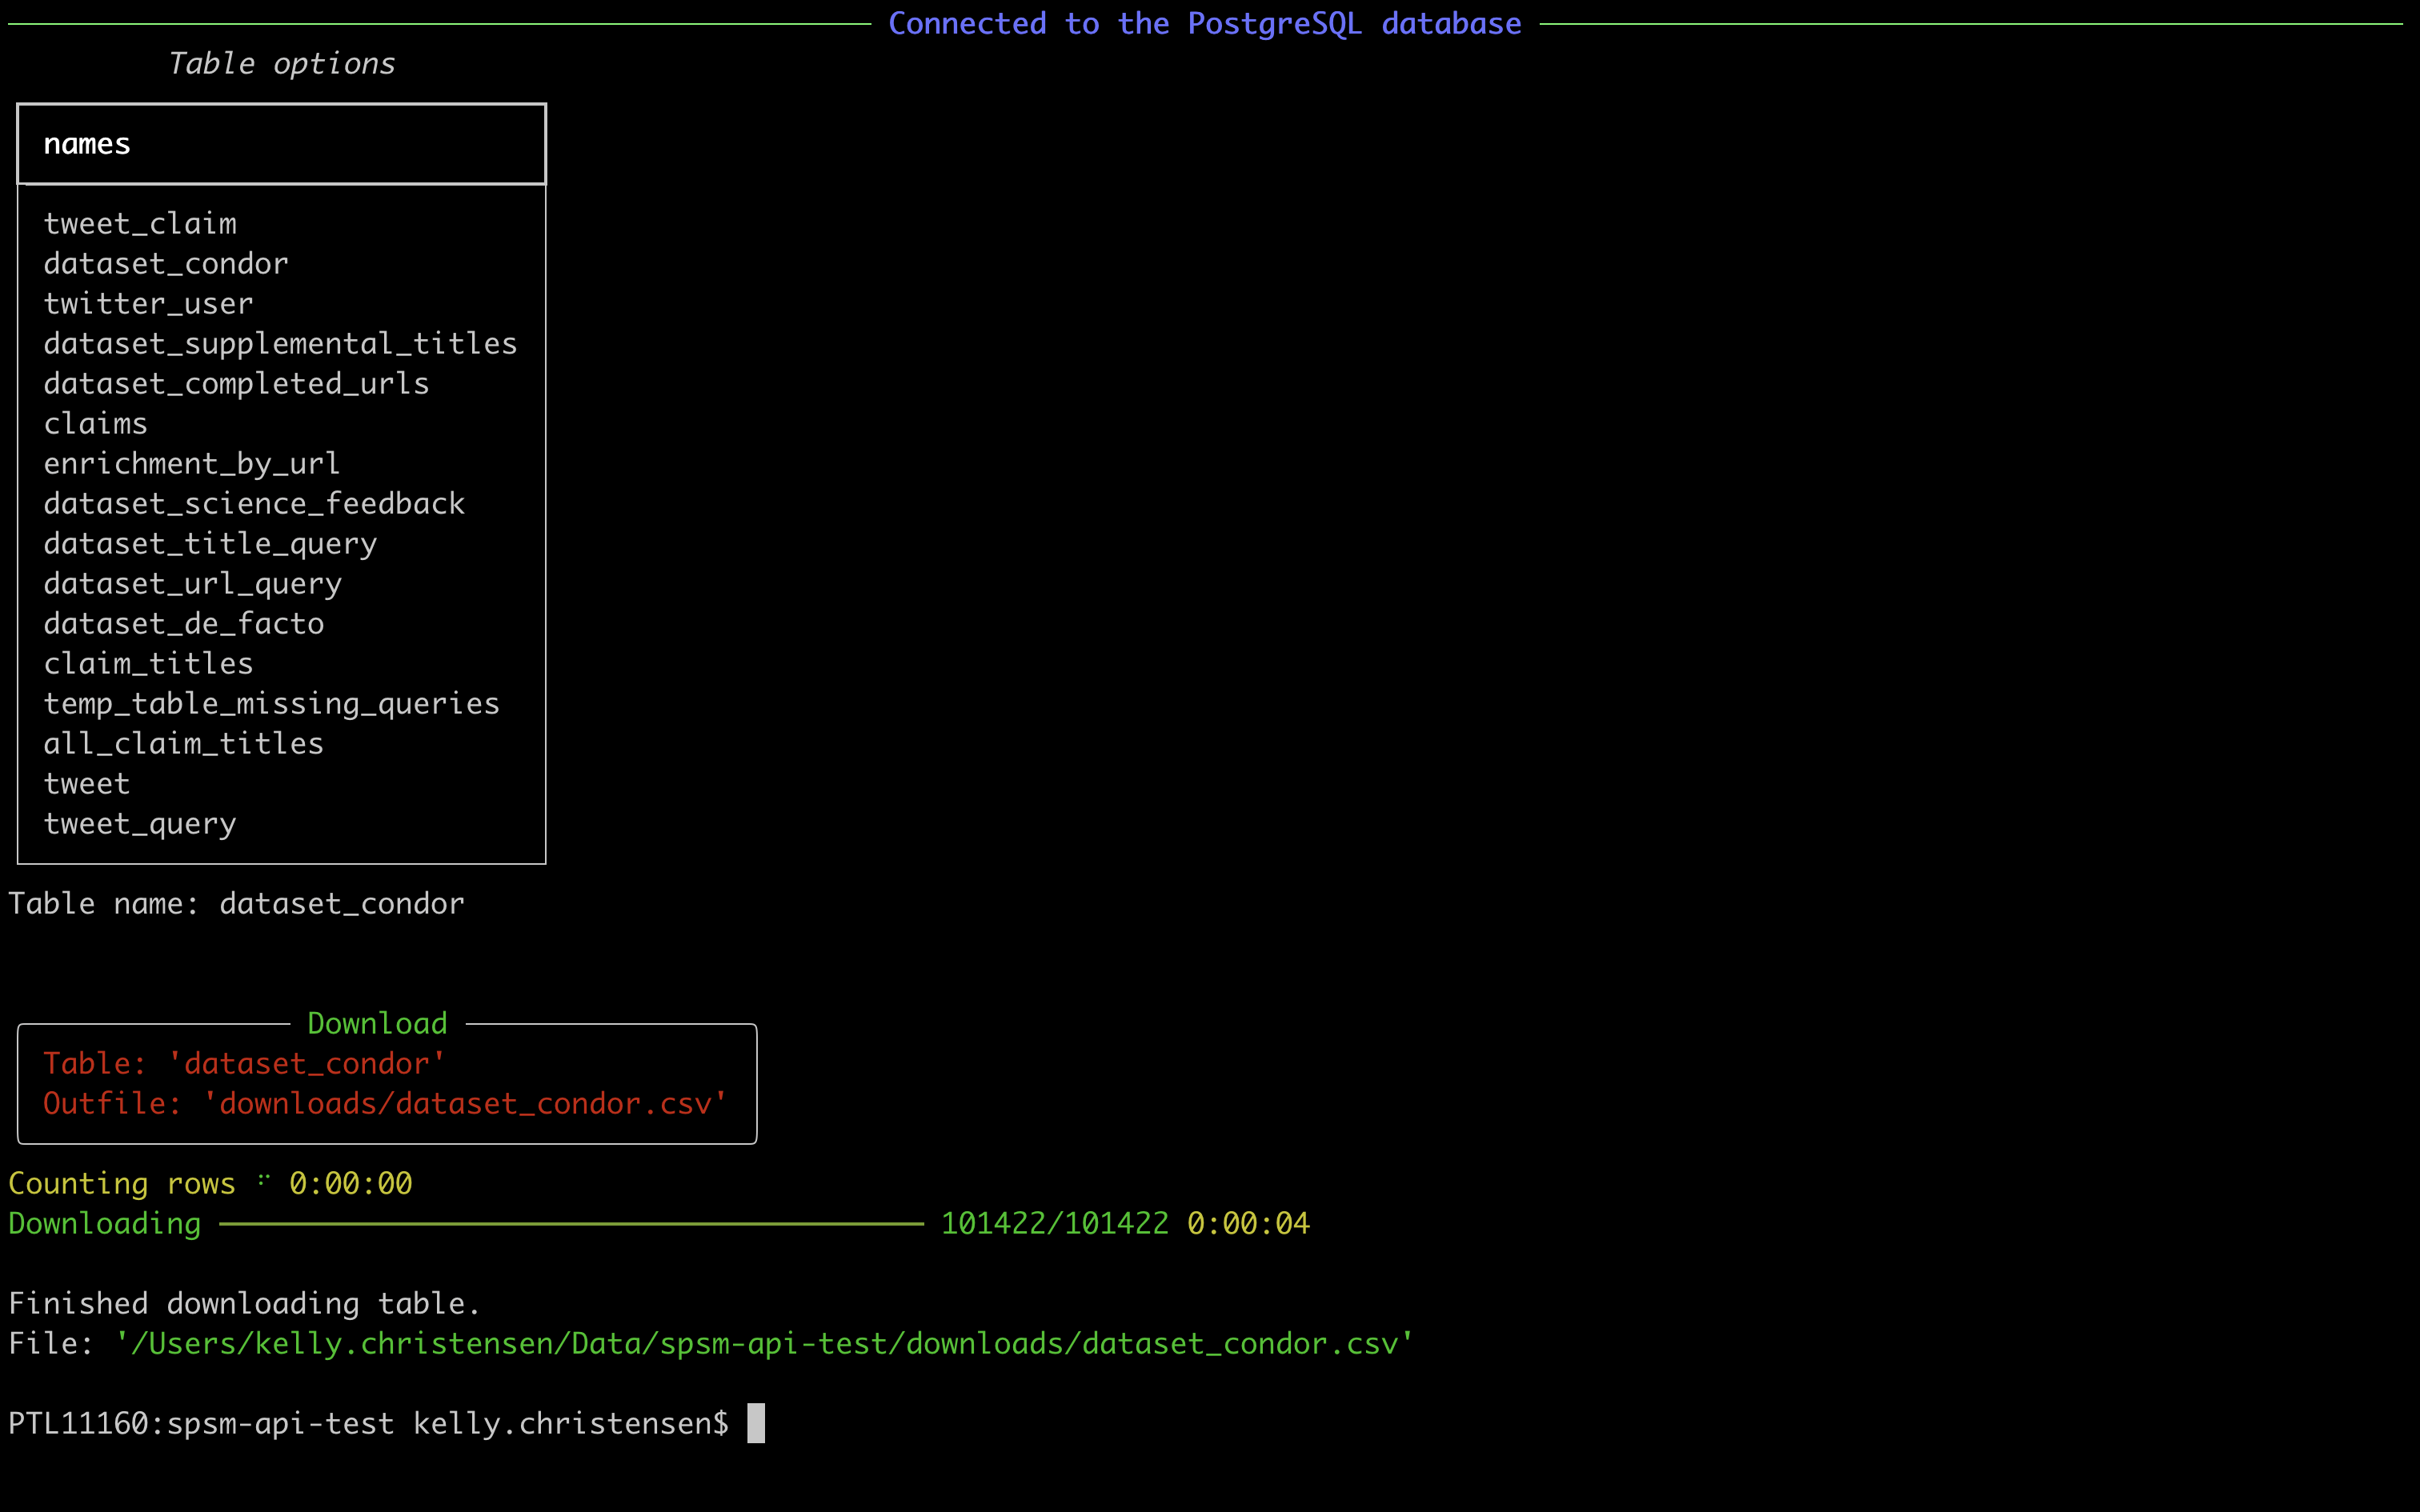 Connected to the PostgreSQL database
Table options
names
tweet_claim
dataset_condor
twitter_user
dataset_supplemental_titles
dataset_completed_urls
claims
enrichment_by_url
dataset_science_feedback
dataset_title_query
dataset_url_query
dataset_de_facto
claim_titles
temp_table_missing_queries
all_claim_titles
tweet
tweet_query
Table name: dataset_condor
Download
Table: 'dataset_condor'
Outfile: 'downloads/dataset_condor.csv'
Counting rows 0:00:00
Downloading 101422/101422 0:00:04
Finished downloading table.
File: '/Users/kelly.christensen/Data/spsm-api-test/downloads/dataset_condor.csv'
PTL11160:spsm-api-test kelly.christensen$